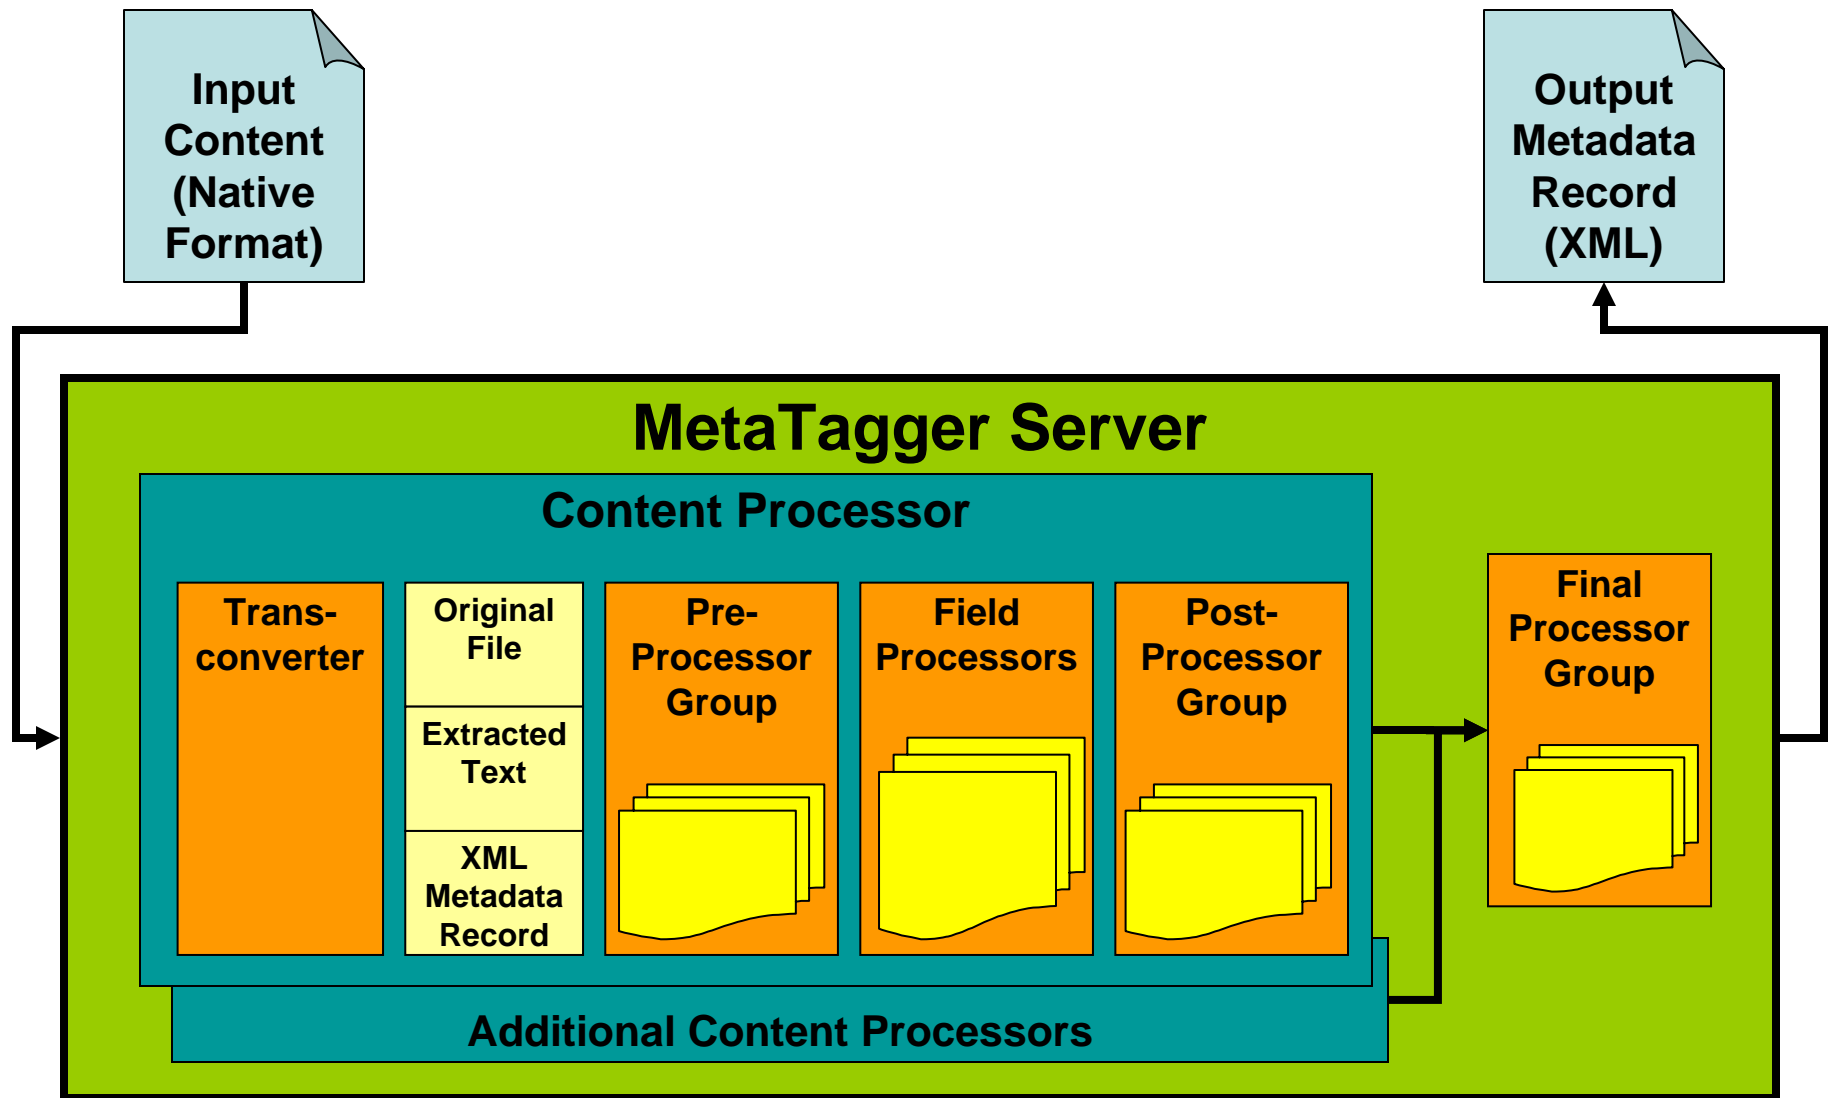 Input
Content
(Native
Format)
Output
Metadata
Record
(XML)
MetaTagger Server
Content Processor
Trans-
converter
Original
File
Extracted
Text
XML
Metadata
Record
Pre-
Processor
Group
Field
Processors
Post-
Processor
Group
Final
Processor
Group
Additional Content Processors